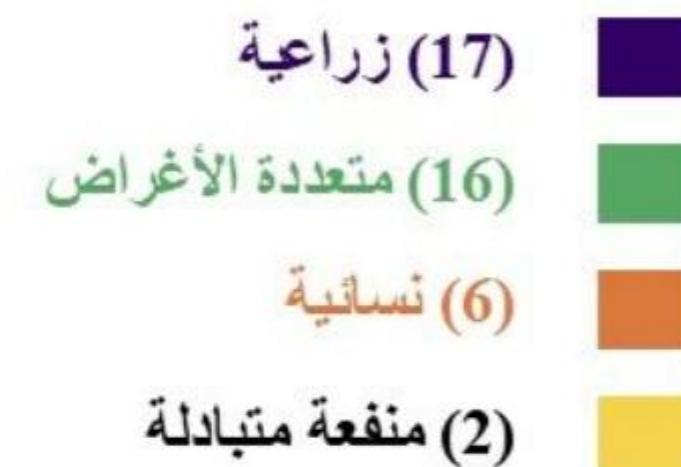 (17) زراعية
(16) متعددة الأغراض
(6) نسائية
(2) منفعة متبادلة